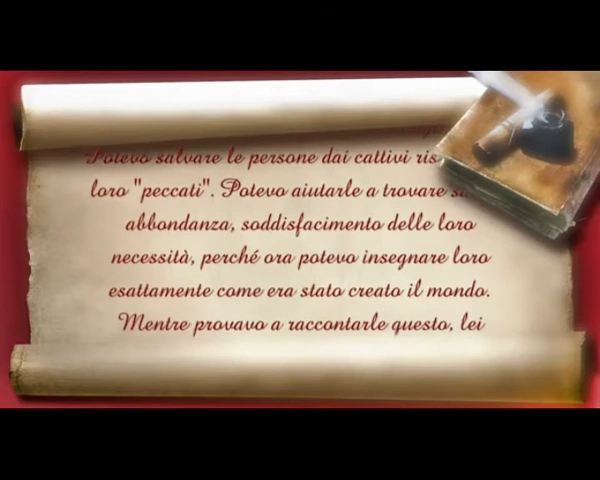 Potevo salvare le persone dai cattivi
loro "peccati". Potevo aiutarle a trovare
abbondanza, soddisfacimento delle loro
necessità, perché ora potevo insegnare loro
esattamente come era stato creato il mondo.
Mentre provavo a raccontarle questo, lei